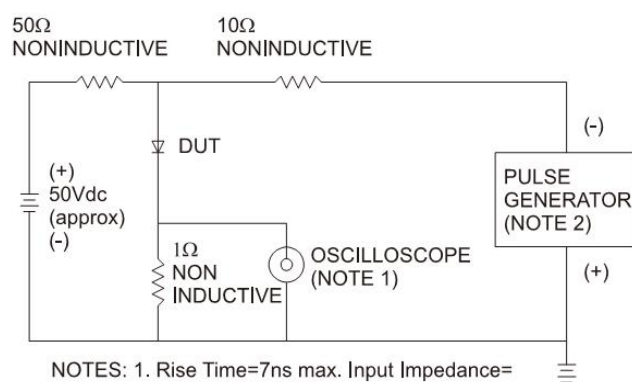 50Ω
NONINDUCTIVE
10Ω
NONINDUCTIVE
(+)
50Vdc
(approx)
(-)
DUT
1Ω
NON
INDUCTIVE
OSCILLOSCOPE
(NOTE 1)
(-)
PULSE
GENERATOR
(NOTE 2)
(+)
NOTES: 1. Rise Time=7ns max. Input Impedance=